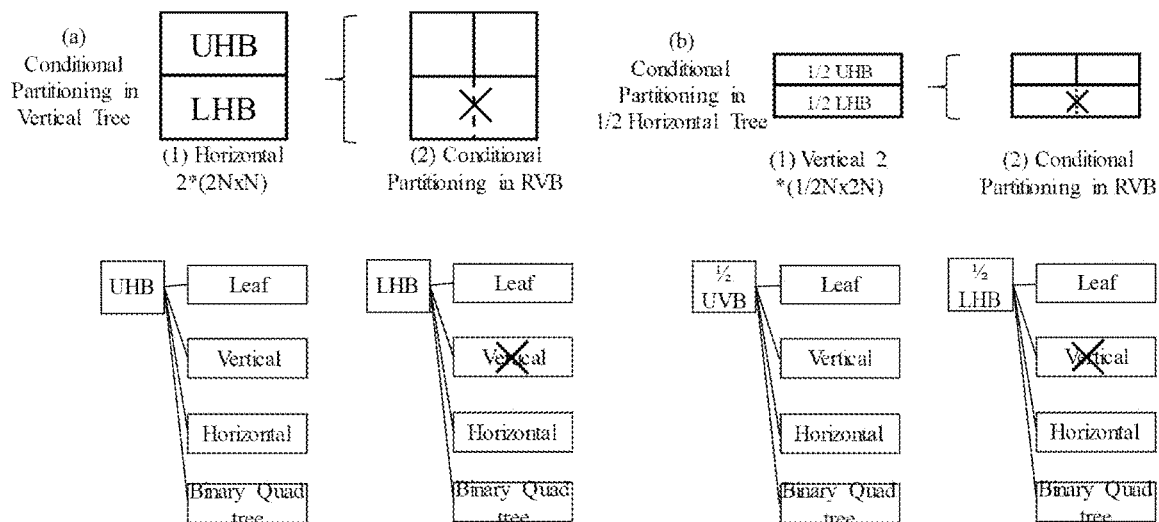 (a)
Conditional
Partitioning in
Vertical Tree
UHB
LHB
(1) Horizontal
2*(2NxN)
(2) Conditional
Partitioning in RVB
(b)
Conditional
Partitioning in
1/2 Horizontal Tree
1/2 UHB
1/2 LHB
(1) Vertical 2
*(1/2Nx2N)
(2) Conditional
Partitioning in RVB
UHB
Leaf
Vertical
Horizontal
Binary Quad
tree
LHB
Leaf
Vertical
Horizontal
Binary Quad
tree
½
UVB
Leaf
Vertical
Horizontal
Binary Quad
tree
½
LHB
Leaf
Vertical
Horizontal
Binary Quad
tree